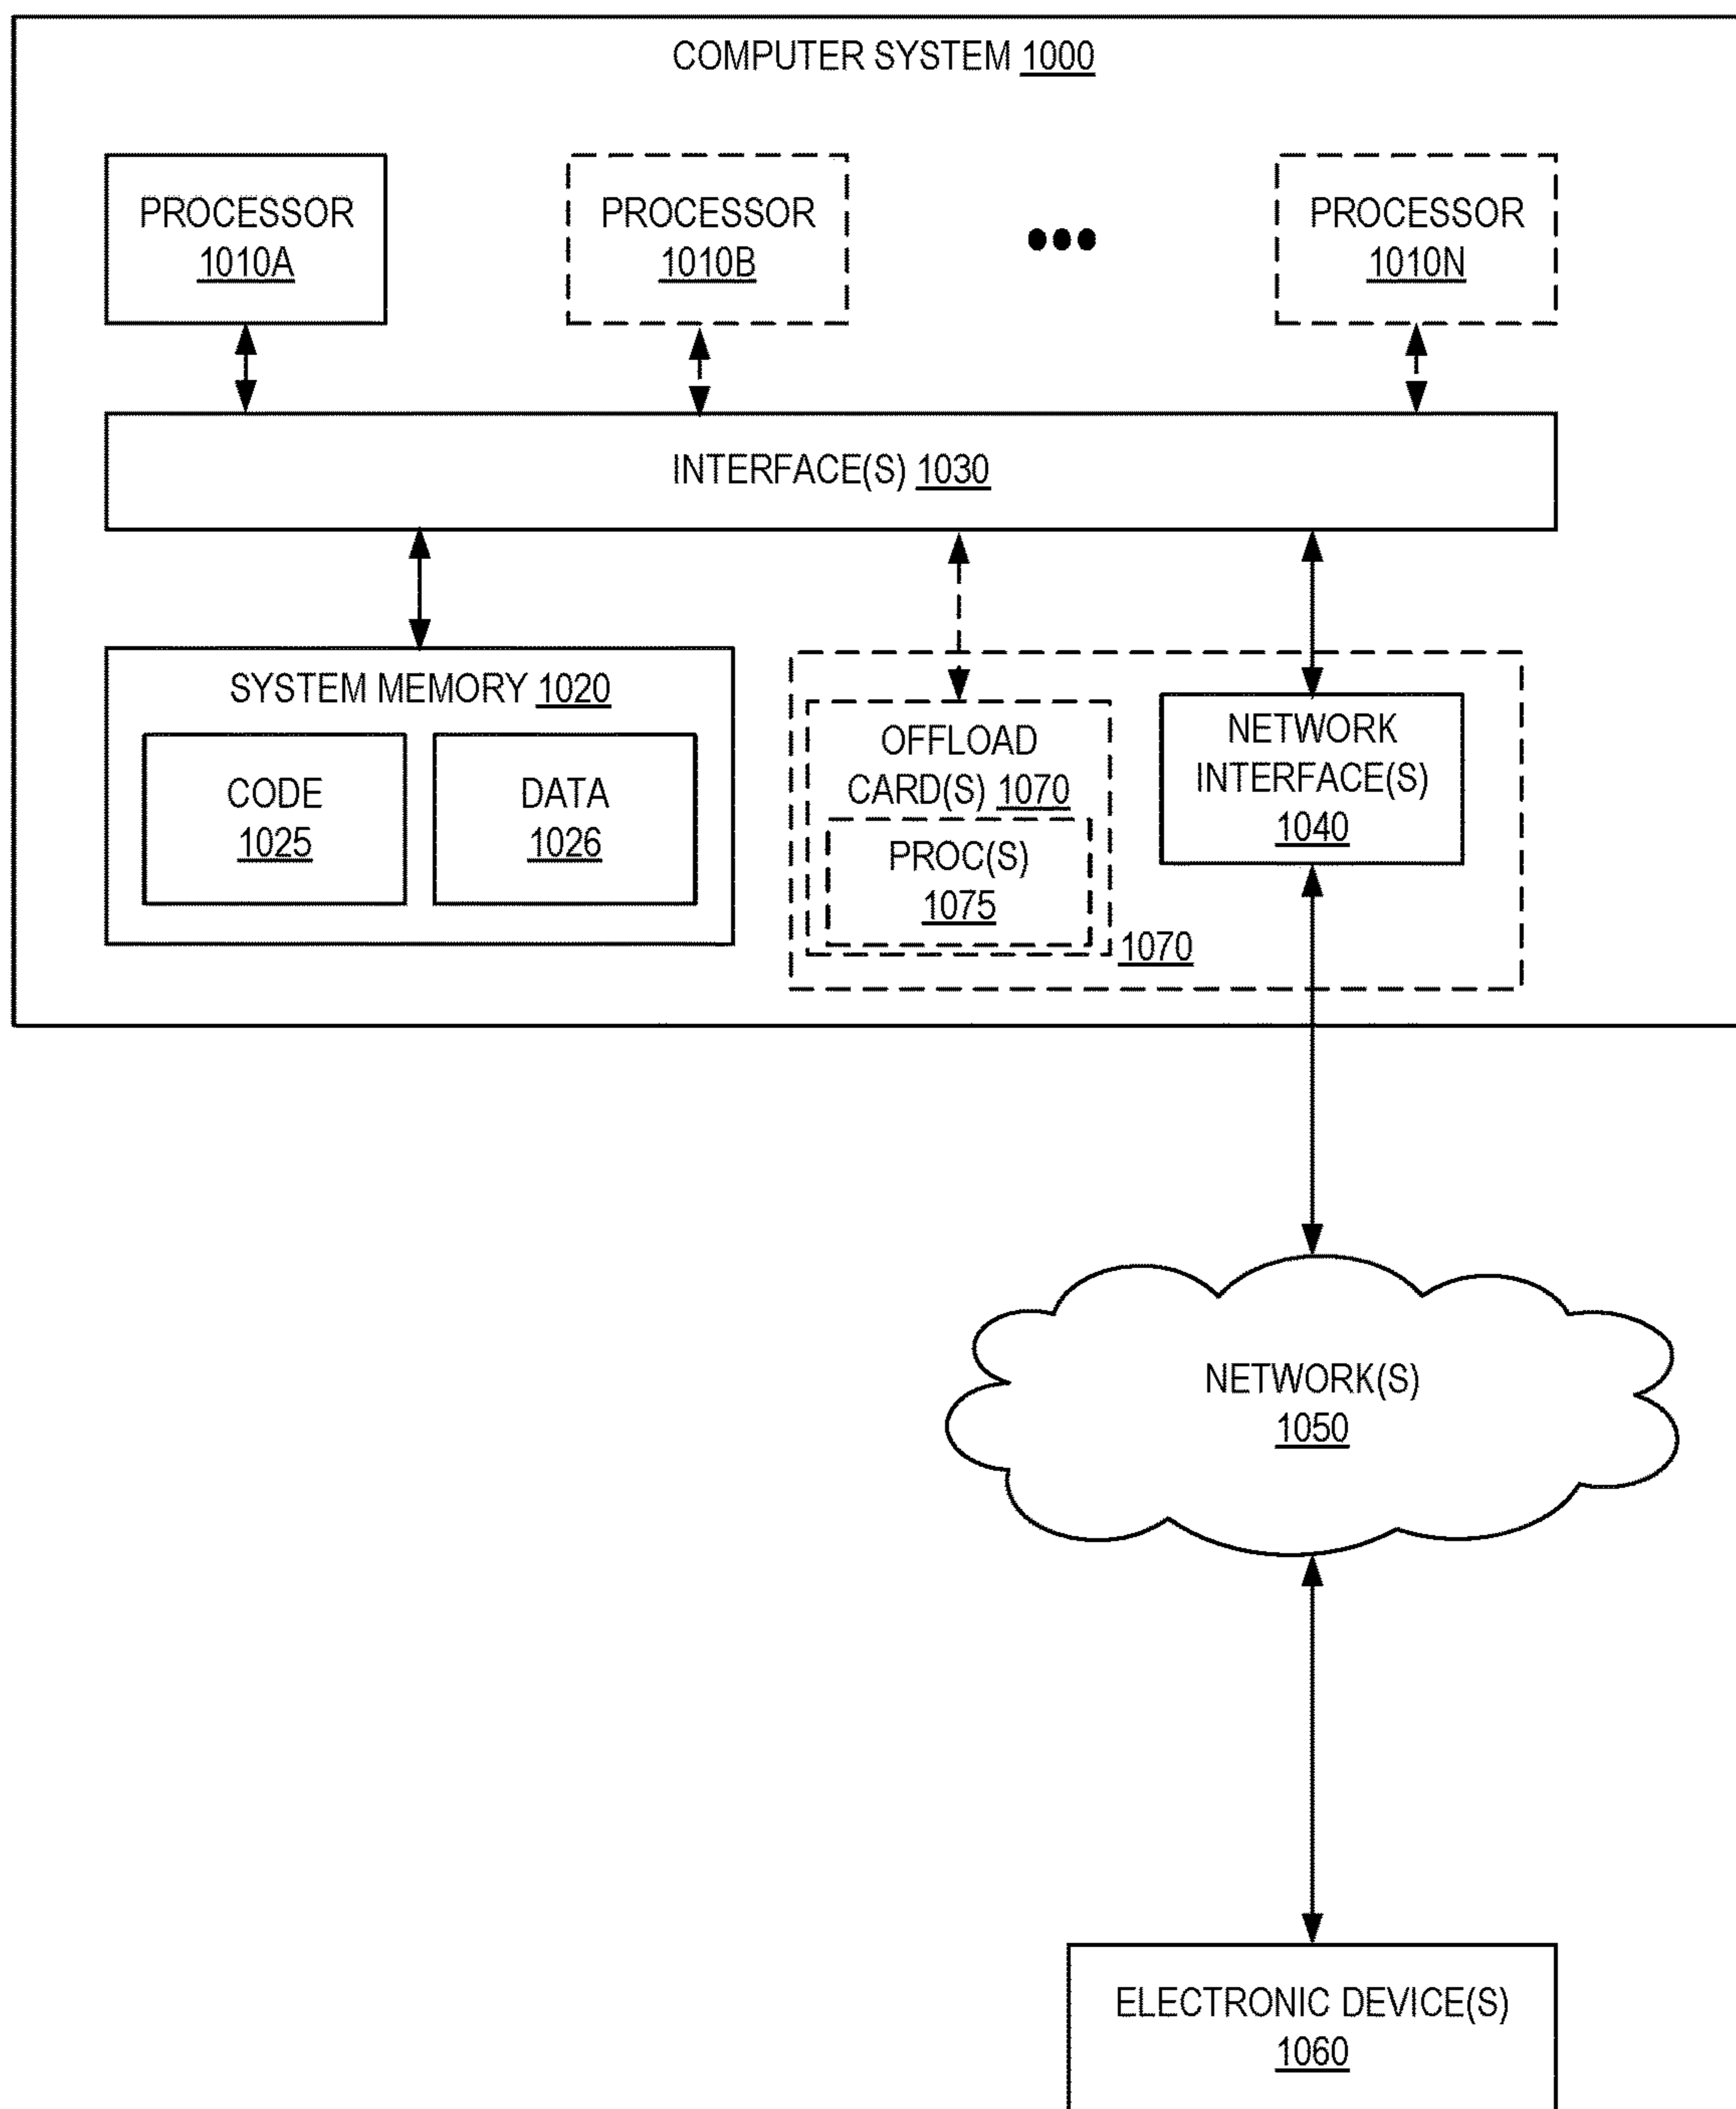 COMPUTER SYSTEM 1000
PROCESSOR
1010A
PROCESSOR
1010B
PROCESSOR
1010N
INTERFACE(S) 1030
SYSTEM MEMORY 1020
CODE
1025
DATA
1026
OFFLOAD
CARD(S) 1070
PROC(S)
1075
1070
NETWORK
INTERFACE(S)
1040
NETWORK(S)
1050
ELECTRONIC DEVICE(S)
1060